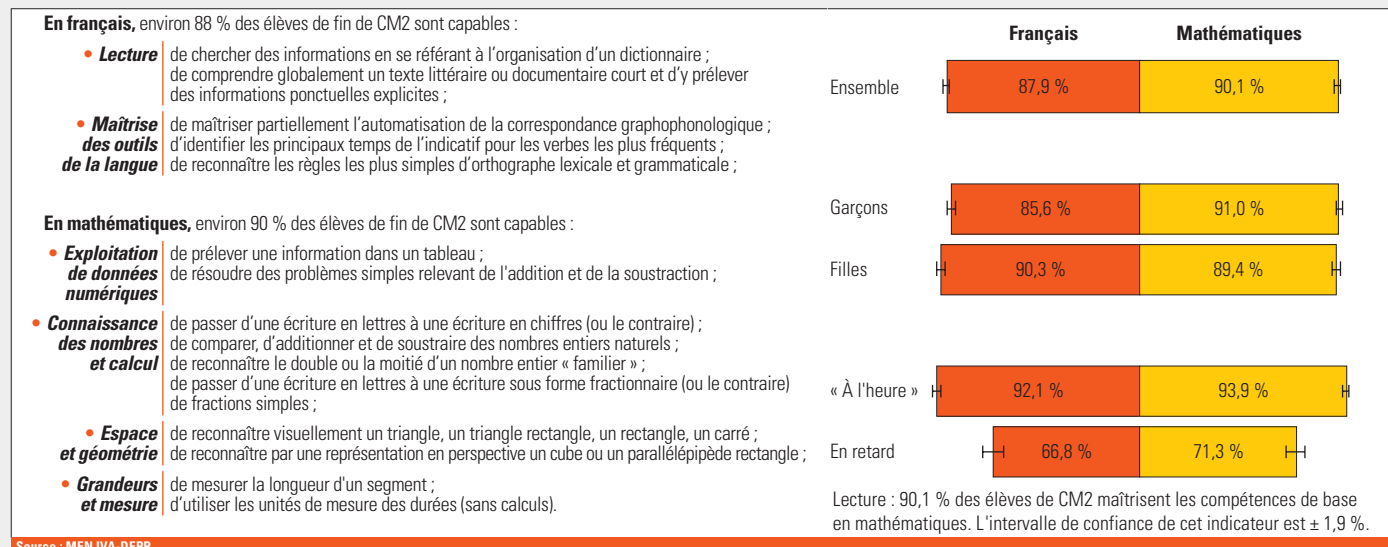 En français, environ 88 % des élèves de fin de CM2 sont capables :
• Lecture de chercher des informations en se référant à l'organisation d'un dictionnaire ;
de comprendre globalement un texte littéraire ou documentaire court et d'y prélever
des informations ponctuelles explicites ;
• Maîtrise de maîtriser partiellement l'automatisation de la correspondance graphophonologique ;
des outils d'identifier les principaux temps de l'indicatif pour les verbes les plus fréquents ;
de la langue de reconnaître les règles les plus simples d'orthographe lexicale et grammaticale ;
En mathématiques, environ 90 % des élèves de fin de CM2 sont capables :
• Exploitation de prélever une information dans un tableau ;
de données de résoudre des problèmes simples relevant de l'addition et de la soustraction ;
numériques
• Connaissance de passer d'une écriture en lettres à une écriture en chiffres (ou le contraire) ;
des nombres de comparer, d'additionner et de soustraire des nombres entiers naturels ;
et calcul de reconnaître le double ou la moitié d'un nombre entier « familier » ;
de passer d'une écriture en lettres à une écriture sous forme fractionnaire (ou le contraire)
de fractions simples ;
• Espace de reconnaître visuellement un triangle, un triangle rectangle, un rectangle, un carré ;
et géométrie de reconnaître par une représentation en perspective un cube ou un parallélépipède rectangle ;
• Grandeurs de mesurer la longueur d'un segment ;
et mesure d'utiliser les unités de mesure des durées (sans calculs).
Français Mathématiques
Ensemble 87,9 % 90,1 %
Garçons 85,6 % 91,0 %
Filles 90,3 % 89,4 %
« À l'heure » 92,1 % 93,9 %
En retard 66,8 % 71,3 %
Lecture : 90,1 % des élèves de CM2 maîtrisent les compétences de base
en mathématiques. L'intervalle de confiance de cet indicateur est ± 1,9 %.
Source : MEN JVA-DEPP